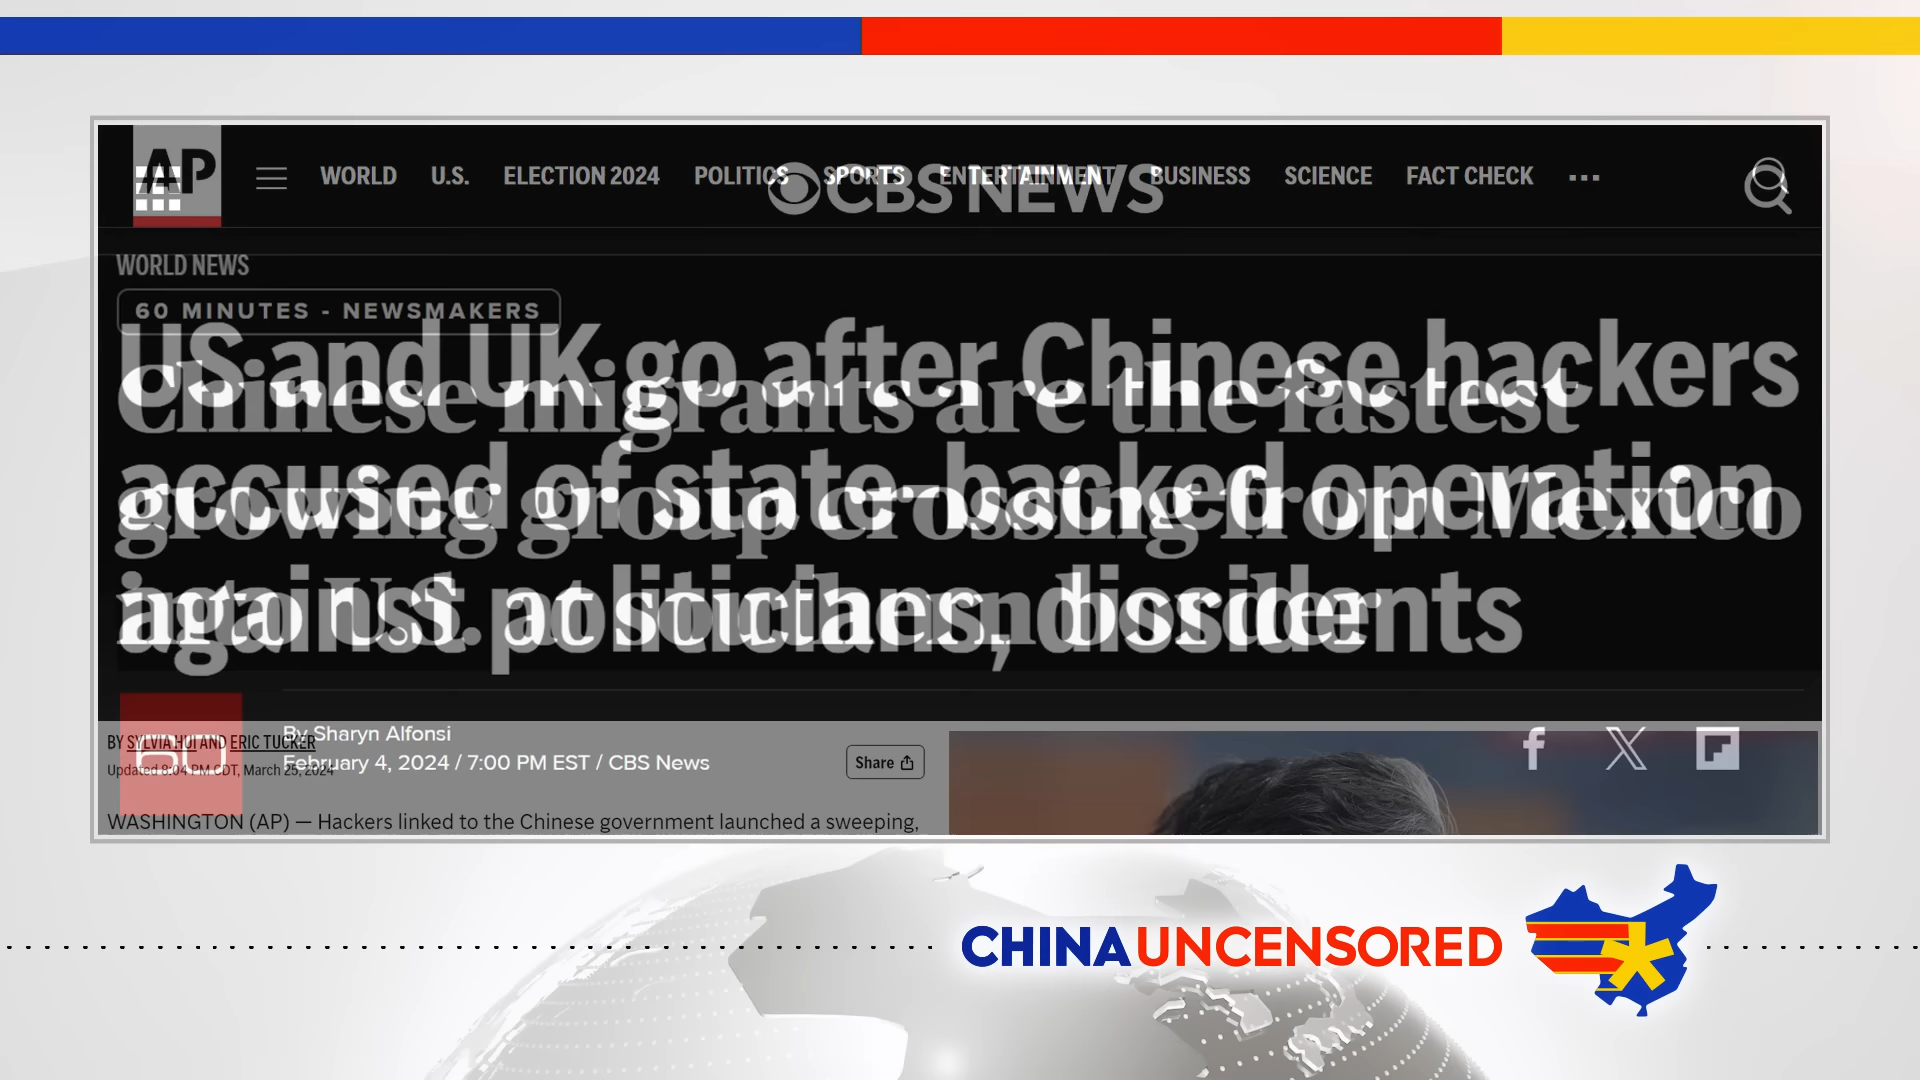 AP
WORLD U.S. ELECTION 2024 POLITICS SPORTS ENTERTAINMENT BUSINESS SCIENCE FACT CHECK
CBS NEWS
WORLD NEWS
60 MINUTES - NEWSMAKERS
US and UK go after Chinese hackers
accused of state-backed operation
against politicians, dissidents
Chinese migrants are the fastest
growing group crossing from Mexico
into U.S. at southern border
60
By Sharyn Alfonsi
February 4, 2024 / 7:00 PM EST / CBS News
BY SYLVIA HUI AND ERIC TUCKER
Updated 8:04 PM CDT, March 25, 2024
Share
WASHINGTON (AP) — Hackers linked to the Chinese government launched a sweeping,
CHINA UNCENSORED